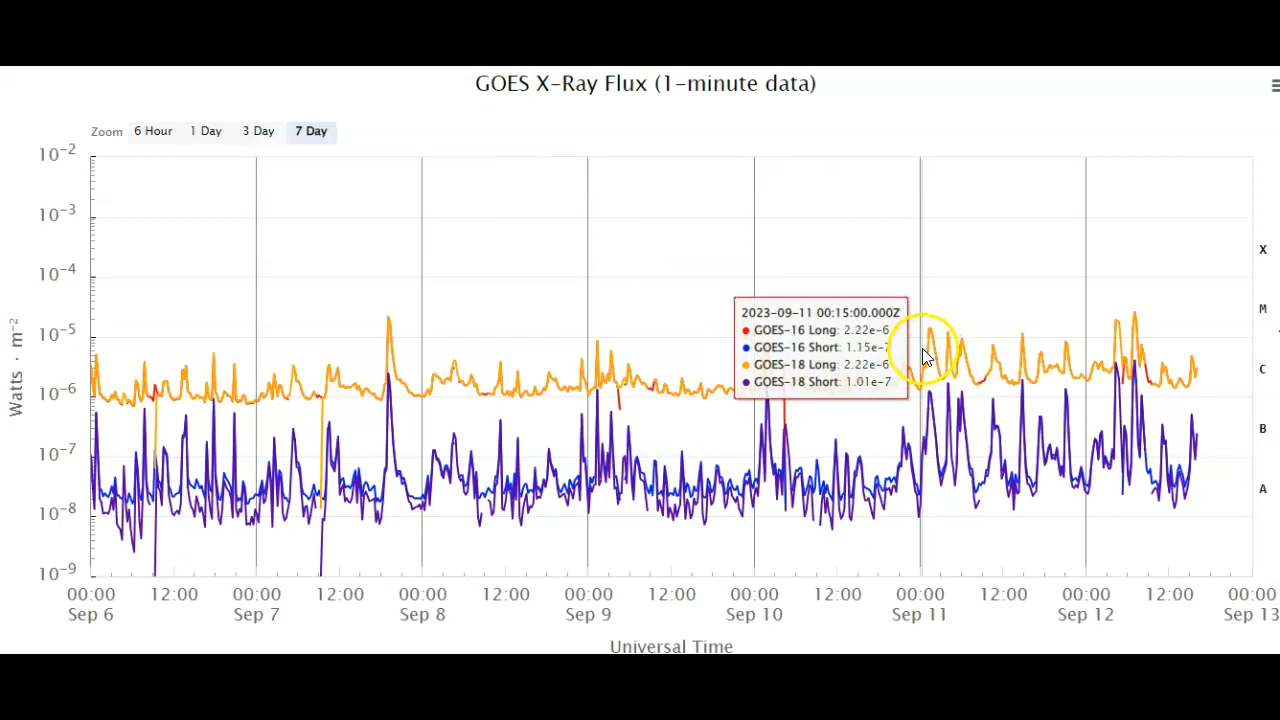 GOES X-Ray Flux (1-minute data)
Zoom 6 Hour 1 Day 3 Day 7 Day
10-2
10-3
10-4
10-5
10-6
10-7
10-8
10-9
Watts · m-2
X
M
C
B
A
2023-09-11 00:15:00.000Z
GOES-16 Long: 2.22e-6
GOES-16 Short: 1.15e-7
GOES-18 Long: 2.22e-6
GOES-18 Short: 1.01e-7
00:00 12:00 00:00 12:00 00:00 12:00 00:00 12:00 00:00 12:00 00:00 12:00 00:00 12:00 00:00
Sep 6 Sep 7 Sep 8 Sep 9 Sep 10 Sep 11 Sep 12 Sep 13
Universal Time